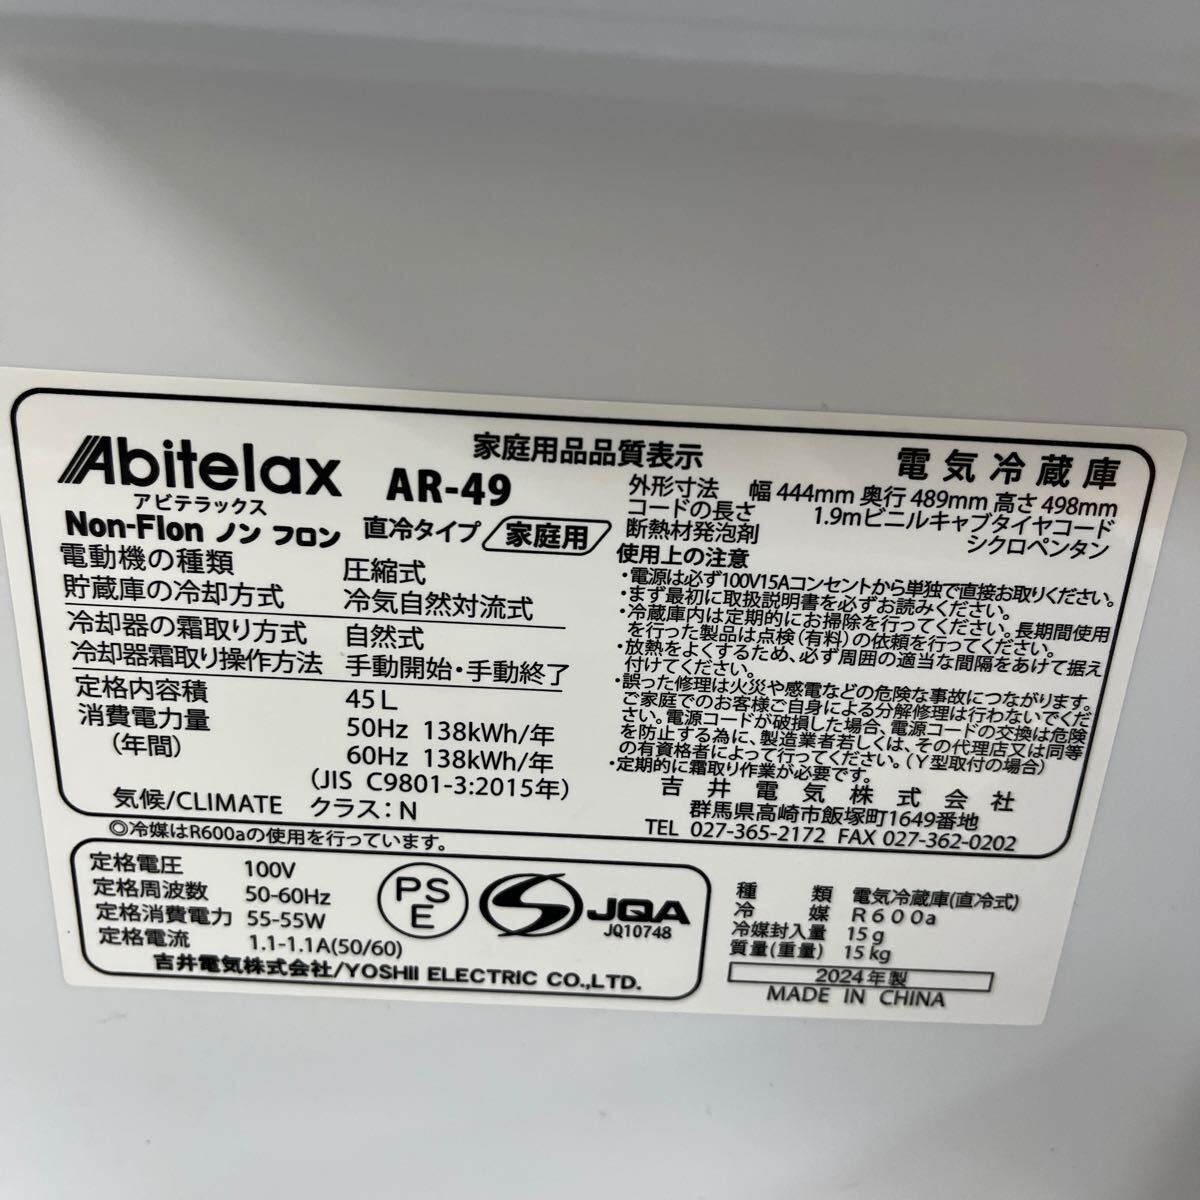 Abitelax AR-49
アビテラックス
Non-Flon ノン フロン 直冷タイプ 家庭用
家庭用品品質表示
電気冷蔵庫
電動機の種類 圧縮式
貯蔵庫の冷却方式 冷気自然対流式
冷却器の霜取り方式 自然式
冷却器霜取り操作方法 手動開始・手動終了
定格内容積 45L
消費電力量 50Hz 138kWh/年
(年間) 60Hz 138kWh/年
(JIS C9801-3:2015年)
気候/CLIMATE クラス:N
外形寸法 幅 444mm 奥行 489mm 高さ 498mm
コードの長さ 1.9mビニルキャブタイヤコード
断熱材発泡剤 シクロペンタン
使用上の注意
・電源は必ず100V15Aコンセントから単独で直接お取りください。
・まず最初に取扱説明書を必ずお読みください。
・冷蔵庫内は定期的にお掃除を行ってください。長期間使用
を行った製品は点検(有料)の依頼を行ってください。
・放熱をよくするため、必ず周囲の適当な間隔をあけて据え
付けてください。
・誤った修理は火災や感電などの危険な事故につながります。
ご家庭でのお客様ご自身による分解修理は行わないでくだ
さい。電源コードが破損した場合、電源コードの交換は危険
を防止する為に、製造業者若しくは、その代理店又は同等
の有資格者によって行ってください。(Y型取付の場合)
・定期的に霜取り作業が必要です。
吉井電気株式会社
群馬県高崎市飯塚町1649番地
TEL 027-365-2172 FAX 027-362-0202
◎冷媒はR600aの使用を行っています。
定格電圧 100V
定格周波数 50-60Hz
定格消費電力 55-55W
定格電流 1.1-1.1A(50/60)
吉井電気株式会社/YOSHII ELECTRIC CO.,LTD.
PS
E
JQA
JQ10748
種類 電気冷蔵庫(直冷式)
冷媒 R600a
冷媒封入量 15g
質量(重量) 15kg
2024年製
MADE IN CHINA